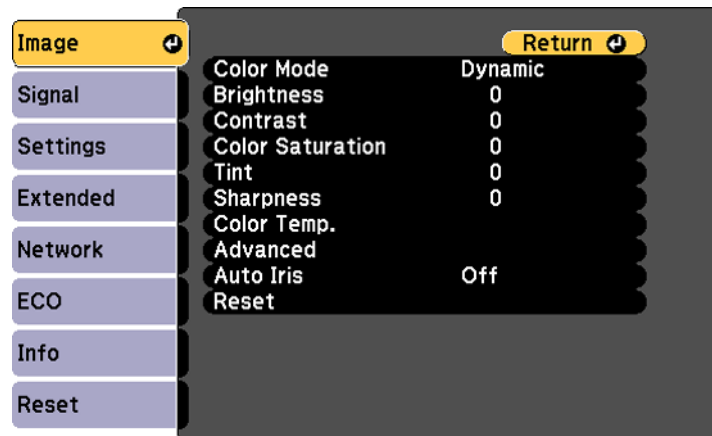 Image
Signal
Settings
Extended
Network
ECO
Info
Reset
Return
Color Mode Dynamic
Brightness 0
Contrast 0
Color Saturation 0
Tint 0
Sharpness 0
Color Temp.
Advanced
Auto Iris Off
Reset